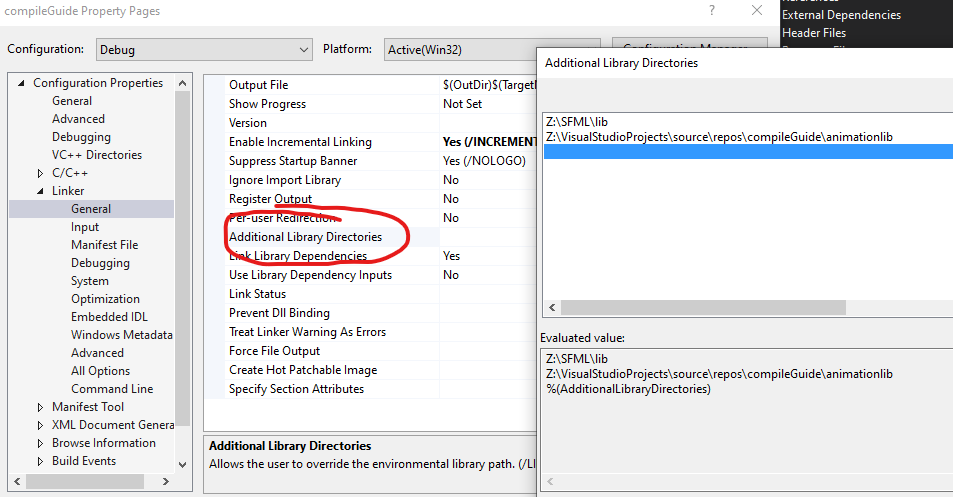 compileGuide Property Pages
?
Configuration: Debug Platform: Active(Win32)
Configuration Properties
General
Advanced
Debugging
VC++ Directories
C/C++
Linker
General
Input
Manifest File
Debugging
System
Optimization
Embedded IDL
Windows Metadata
Advanced
All Options
Command Line
Manifest Tool
XML Document Genera
Browse Information
Build Events
Output File $(OutDir)$(Target
Show Progress Not Set
Version
Enable Incremental Linking Yes (/INCREMENT
Suppress Startup Banner Yes (/NOLOGO)
Ignore Import Library No
Register Output No
Per-user Redirection No
Additional Library Directories
Link Library Dependencies Yes
Use Library Dependency Inputs No
Link Status
Prevent Dll Binding
Treat Linker Warning As Errors
Force File Output
Create Hot Patchable Image
Specify Section Attributes
Additional Library Directories
Allows the user to override the environmental library path. (/LI
External Dependencies
Header Files
Additional Library Directories
Z:\SFML\lib
Z:\VisualStudioProjects\source\repos\compileGuide\animationlib
Evaluated value:
Z:\SFML\lib
Z:\VisualStudioProjects\source\repos\compileGuide\animationlib
%(AdditionalLibraryDirectories)